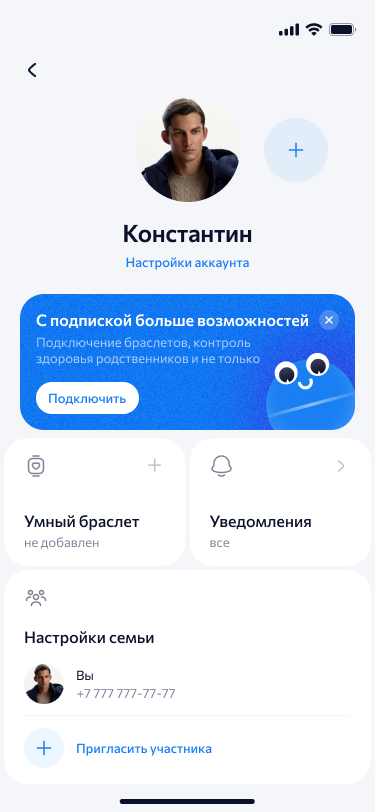 Константин
Настройки аккаунта
С подпиской больше возможностей
Подключение браслетов, контроль
здоровья родственников и не только
Подключить
Умный браслет
не добавлен
Уведомления
все
Настройки семьи
Вы
+7 777 777-77-77
Пригласить участника